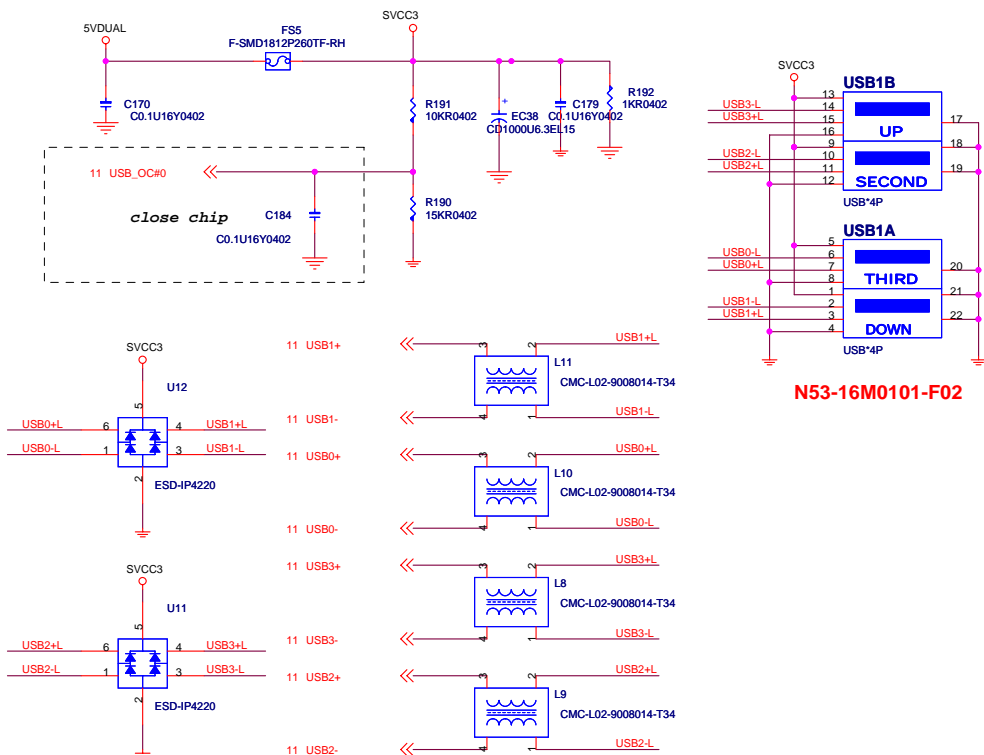 5VDUAL
FS5
F-SMD1812P260TF-RH
SVCC3
C170
C0.1U16Y0402
R191
10KR0402
EC38
CD1000U6.3EL15
C179
C0.1U16Y0402
R192
1KR0402
11 USB_OC#0
close chip
C184
C0.1U16Y0402
R190
15KR0402
SVCC3
USB1B
USB3-L
USB3+L
USB2-L
USB2+L
13
14
15
16
9
10
11
12
UP
SECOND
17
18
19
USB*4P
USB1A
USB0-L
USB0+L
USB1-L
USB1+L
5
6
7
8
1
2
3
4
THIRD
DOWN
20
21
22
USB*4P
N53-16M0101-F02
SVCC3
U12
5
USB0+L 6 4 USB1+L
USB0-L 1 3 USB1-L
2
ESD-IP4220
SVCC3
U11
5
USB2+L 6 4 USB3+L
USB2-L 1 3 USB3-L
2
ESD-IP4220
11 USB1+ 3 2 USB1+L
L11
CMC-L02-9008014-T34
11 USB1- 4 1 USB1-L
11 USB0+ 3 2 USB0+L
L10
CMC-L02-9008014-T34
11 USB0- 4 1 USB0-L
11 USB3+ 3 2 USB3+L
L8
CMC-L02-9008014-T34
11 USB3- 4 1 USB3-L
11 USB2+ 3 2 USB2+L
L9
CMC-L02-9008014-T34
11 USB2- 4 1 USB2-L